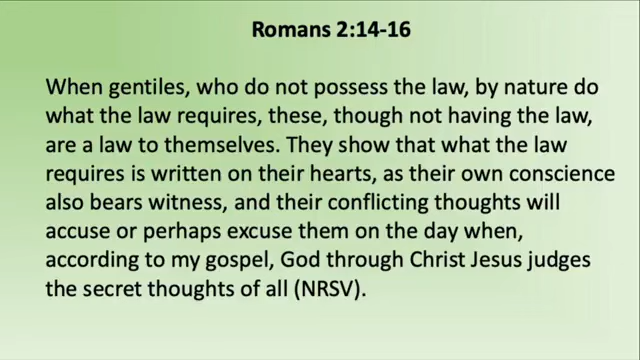 Romans 2:14-16
When gentiles, who do not possess the law, by nature do
what the law requires, these, though not having the law,
are a law to themselves. They show that what the law
requires is written on their hearts, as their own conscience
also bears witness, and their conflicting thoughts will
accuse or perhaps excuse them on the day when,
according to my gospel, God through Christ Jesus judges
the secret thoughts of all (NRSV).